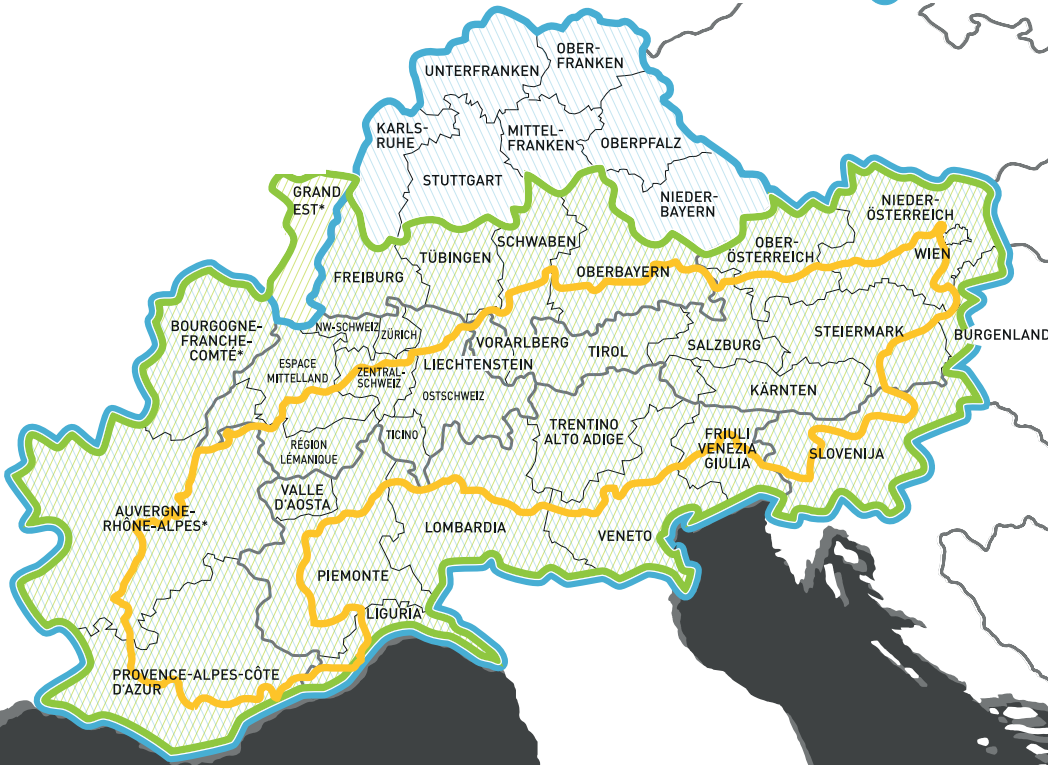 OBER-
FRANKEN
UNTERFRANKEN
KARLS-
RUHE
MITTEL-
FRANKEN
OBERPFALZ
STUTTGART
GRAND
EST*
NIEDER-
BAYERN
NIEDER-
ÖSTERREICH
SCHWABEN
OBER-
ÖSTERREICH
WIEN
TÜBINGEN
FREIBURG
OBERBAYERN
BOURGOGNE-
FRANCHE-
COMTÉ*
NW-SCHWEIZ
ZÜRICH
VORARLBERG
TIROL
SALZBURG
STEIERMARK
BURGENLAND
ESPACE
MITTELLAND
ZENTRAL-
SCHWEIZ
LIECHTENSTEIN
OSTSCHWEIZ
KÄRNTEN
RÉGION
LÉMANIQUE
TICINO
TRENTINO
ALTO ADIGE
FRIULI
VENEZIA
GIULIA
SLOVENIJA
VALLE
D'AOSTA
AUVERGNE-
RHÔNE-ALPES*
LOMBARDIA
VENETO
PIEMONTE
LIGURIA
PROVENCE-ALPES-CÔTE
D'AZUR